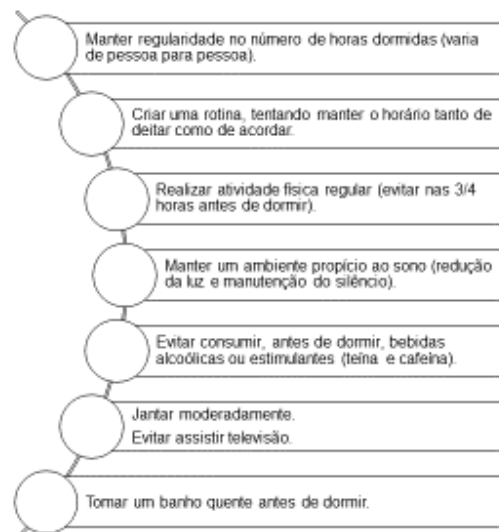 Manter regularidade no número de horas dormidas (varia
de pessoa para pessoa).
Criar uma rotina, tentando manter o horário tanto de
deitar como de acordar.
Realizar atividade física regular (evitar nas 3/4
horas antes de dormir).
Manter um ambiente propício ao sono (redução
da luz e manutenção do silêncio).
Evitar consumir, antes de dormir, bebidas
alcoólicas ou estimulantes (teína e cafeína).
Jantar moderadamente.
Evitar assistir televisão.
Tomar um banho quente antes de dormir.